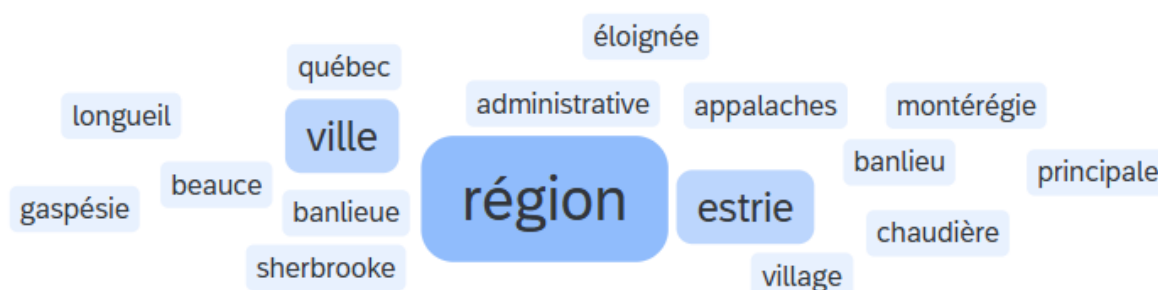 éloignée
québec
longueil
administrative
appalaches
montérégie
ville
banlieu
principale
beauce
région
estrie
gaspésie
banlieue
chaudière
sherbrooke
village